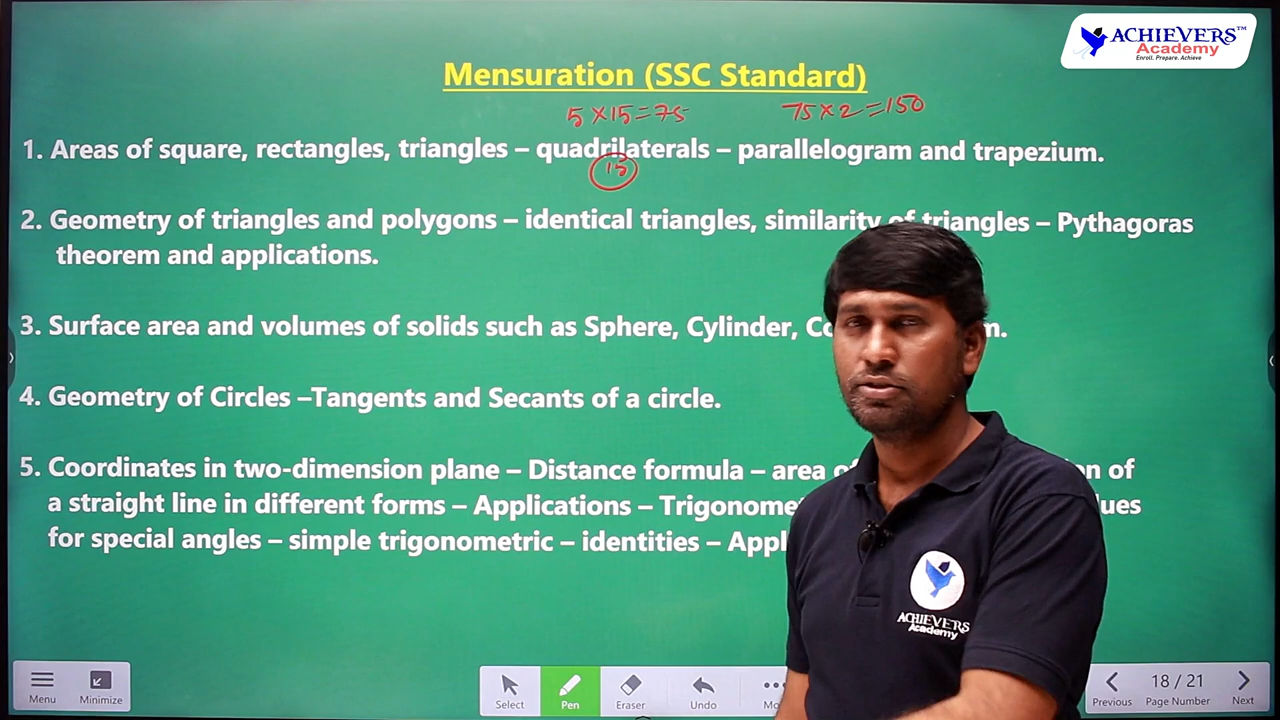 ACHIEVERS™
Academy
Enroll. Prepare. Achieve
Mensuration (SSC Standard)
5 × 15 = 75 75 × 2 = 150
1. Areas of square, rectangles, triangles – quadrilaterals – parallelogram and trapezium.
15
2. Geometry of triangles and polygons – identical triangles, similarity of triangles – Pythagoras
theorem and applications.
3. Surface area and volumes of solids such as Sphere, Cylinder,
4. Geometry of Circles –Tangents and Secants of a circle.
5. Coordinates in two-dimension plane – Distance formula – area of
a straight line in different forms – Applications –
for special angles – simple trigonometric – identities –
ACHIEVERS
Academy
Menu Minimize Select Pen Eraser Undo Previous 18 / 21 Page Number Next